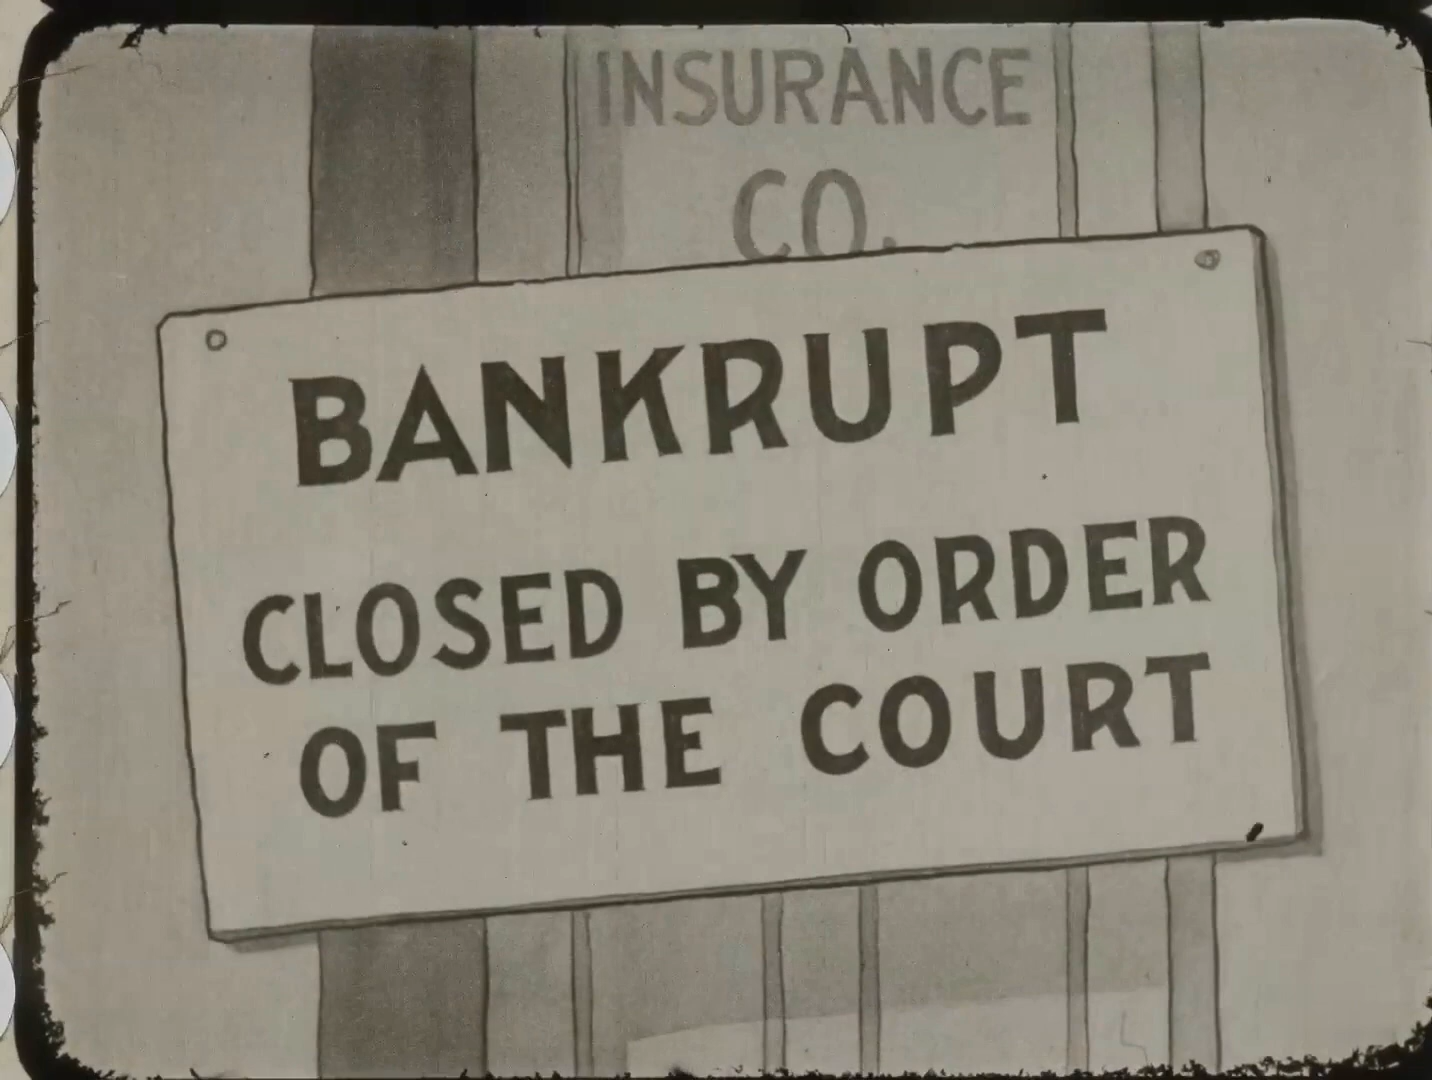 INSURANCE
CO.
BANKRUPT
CLOSED BY ORDER
OF THE COURT